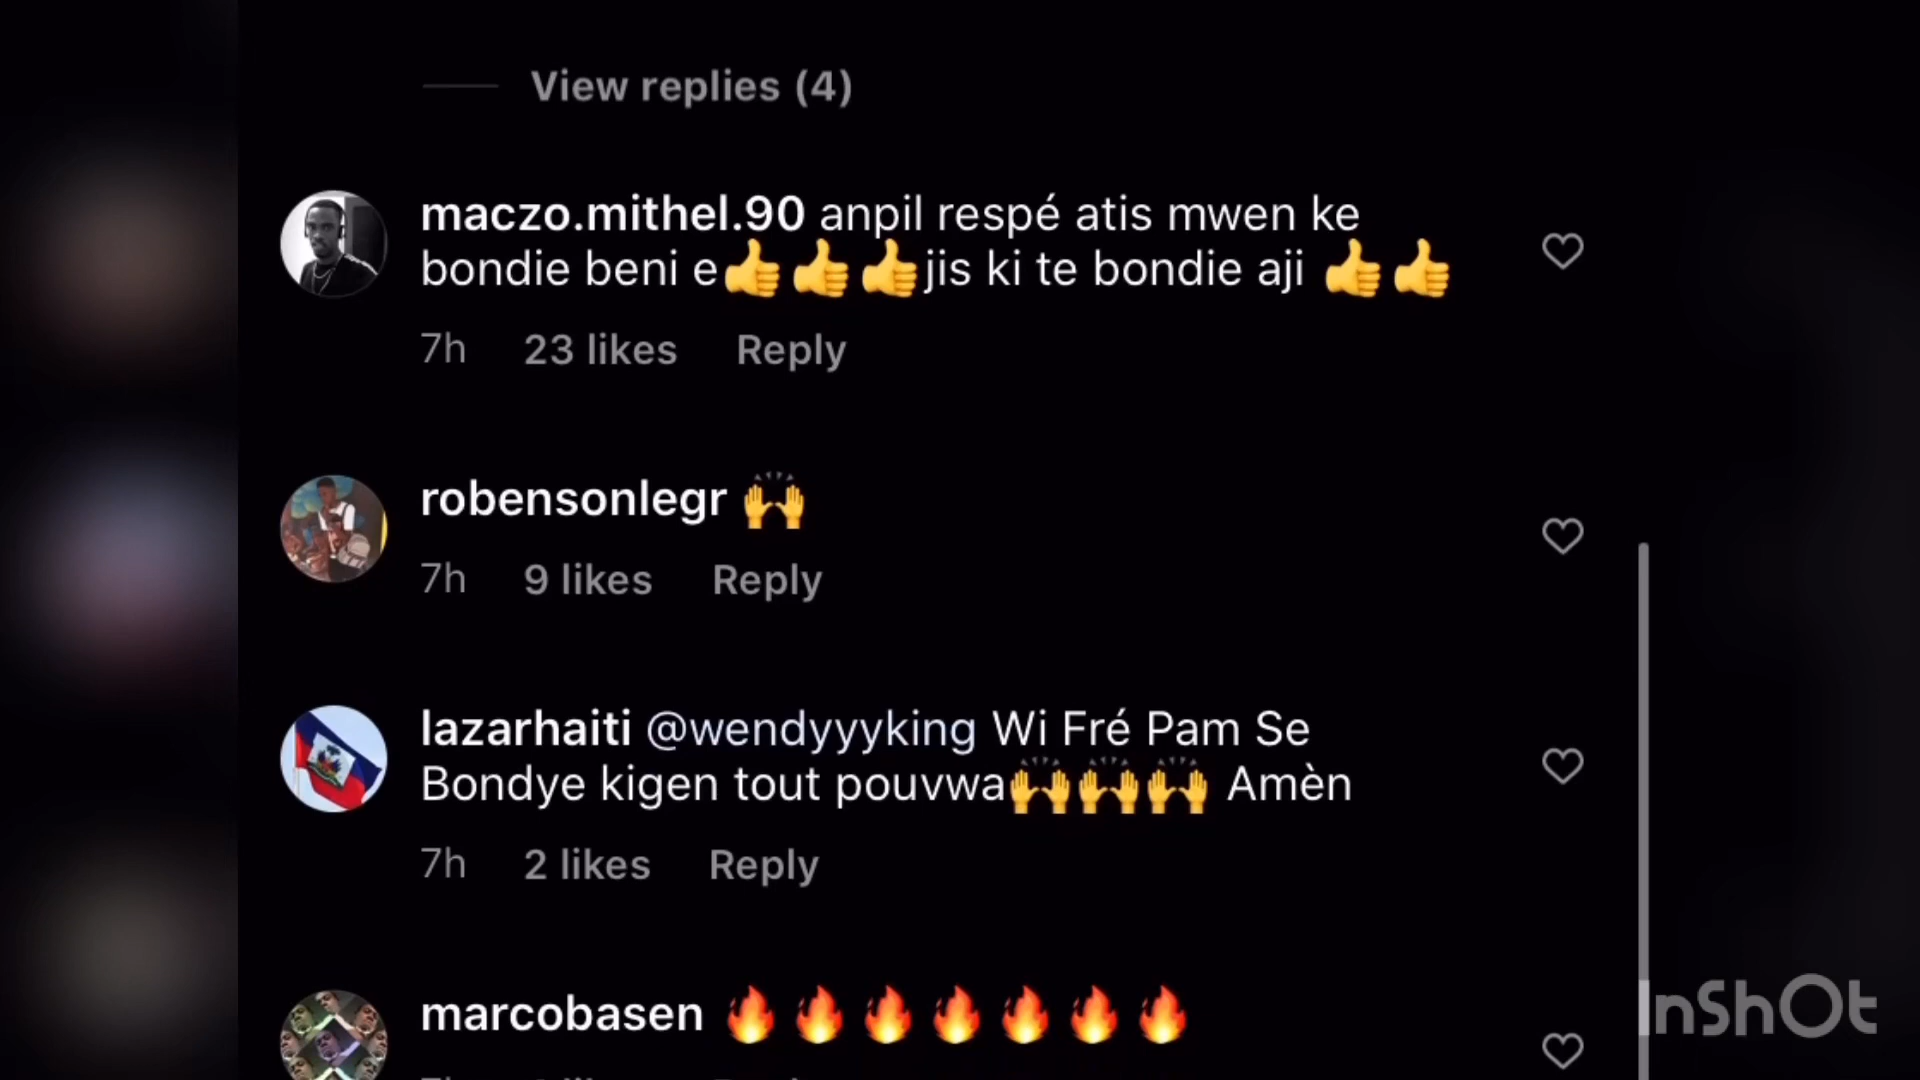 View replies (4)
maczo.mithel.90 anpil respé atis mwen ke
bondie beni e👍👍👍jis ki te bondie aji 👍👍
7h 23 likes Reply
robensonlegr 🙌
7h 9 likes Reply
lazarhaiti @wendyyyking Wi Fré Pam Se
Bondye kigen tout pouvwa🙌🙌🙌 Amèn
7h 2 likes Reply
marcobasen 🔥🔥🔥🔥🔥🔥🔥
InShOt